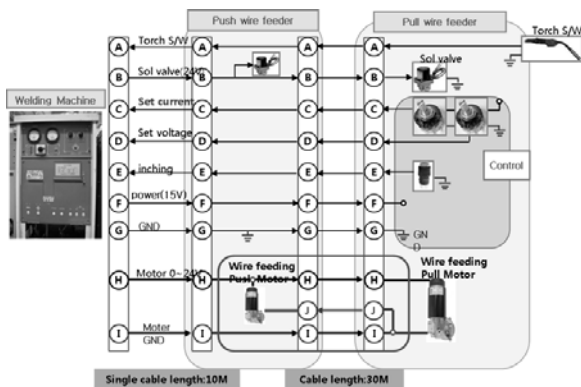 Push wire feeder
Pull wire feeder
Torch S/W
Torch S/W
A A A A
Sol valve
Sol valve(24V)
B B B B
Welding Machine
Set current
C C C C
Set voltage
D D D D
Control
inching
E E E E
power(15V)
F F F F
GND
G G G G
GN
D
Wire feeding
Push Motor
Wire feeding
Pull Motor
Motor 0~24V
H H H H
J J
Moter
GND
I I I I
Single cable length:10M
Cable length:30M